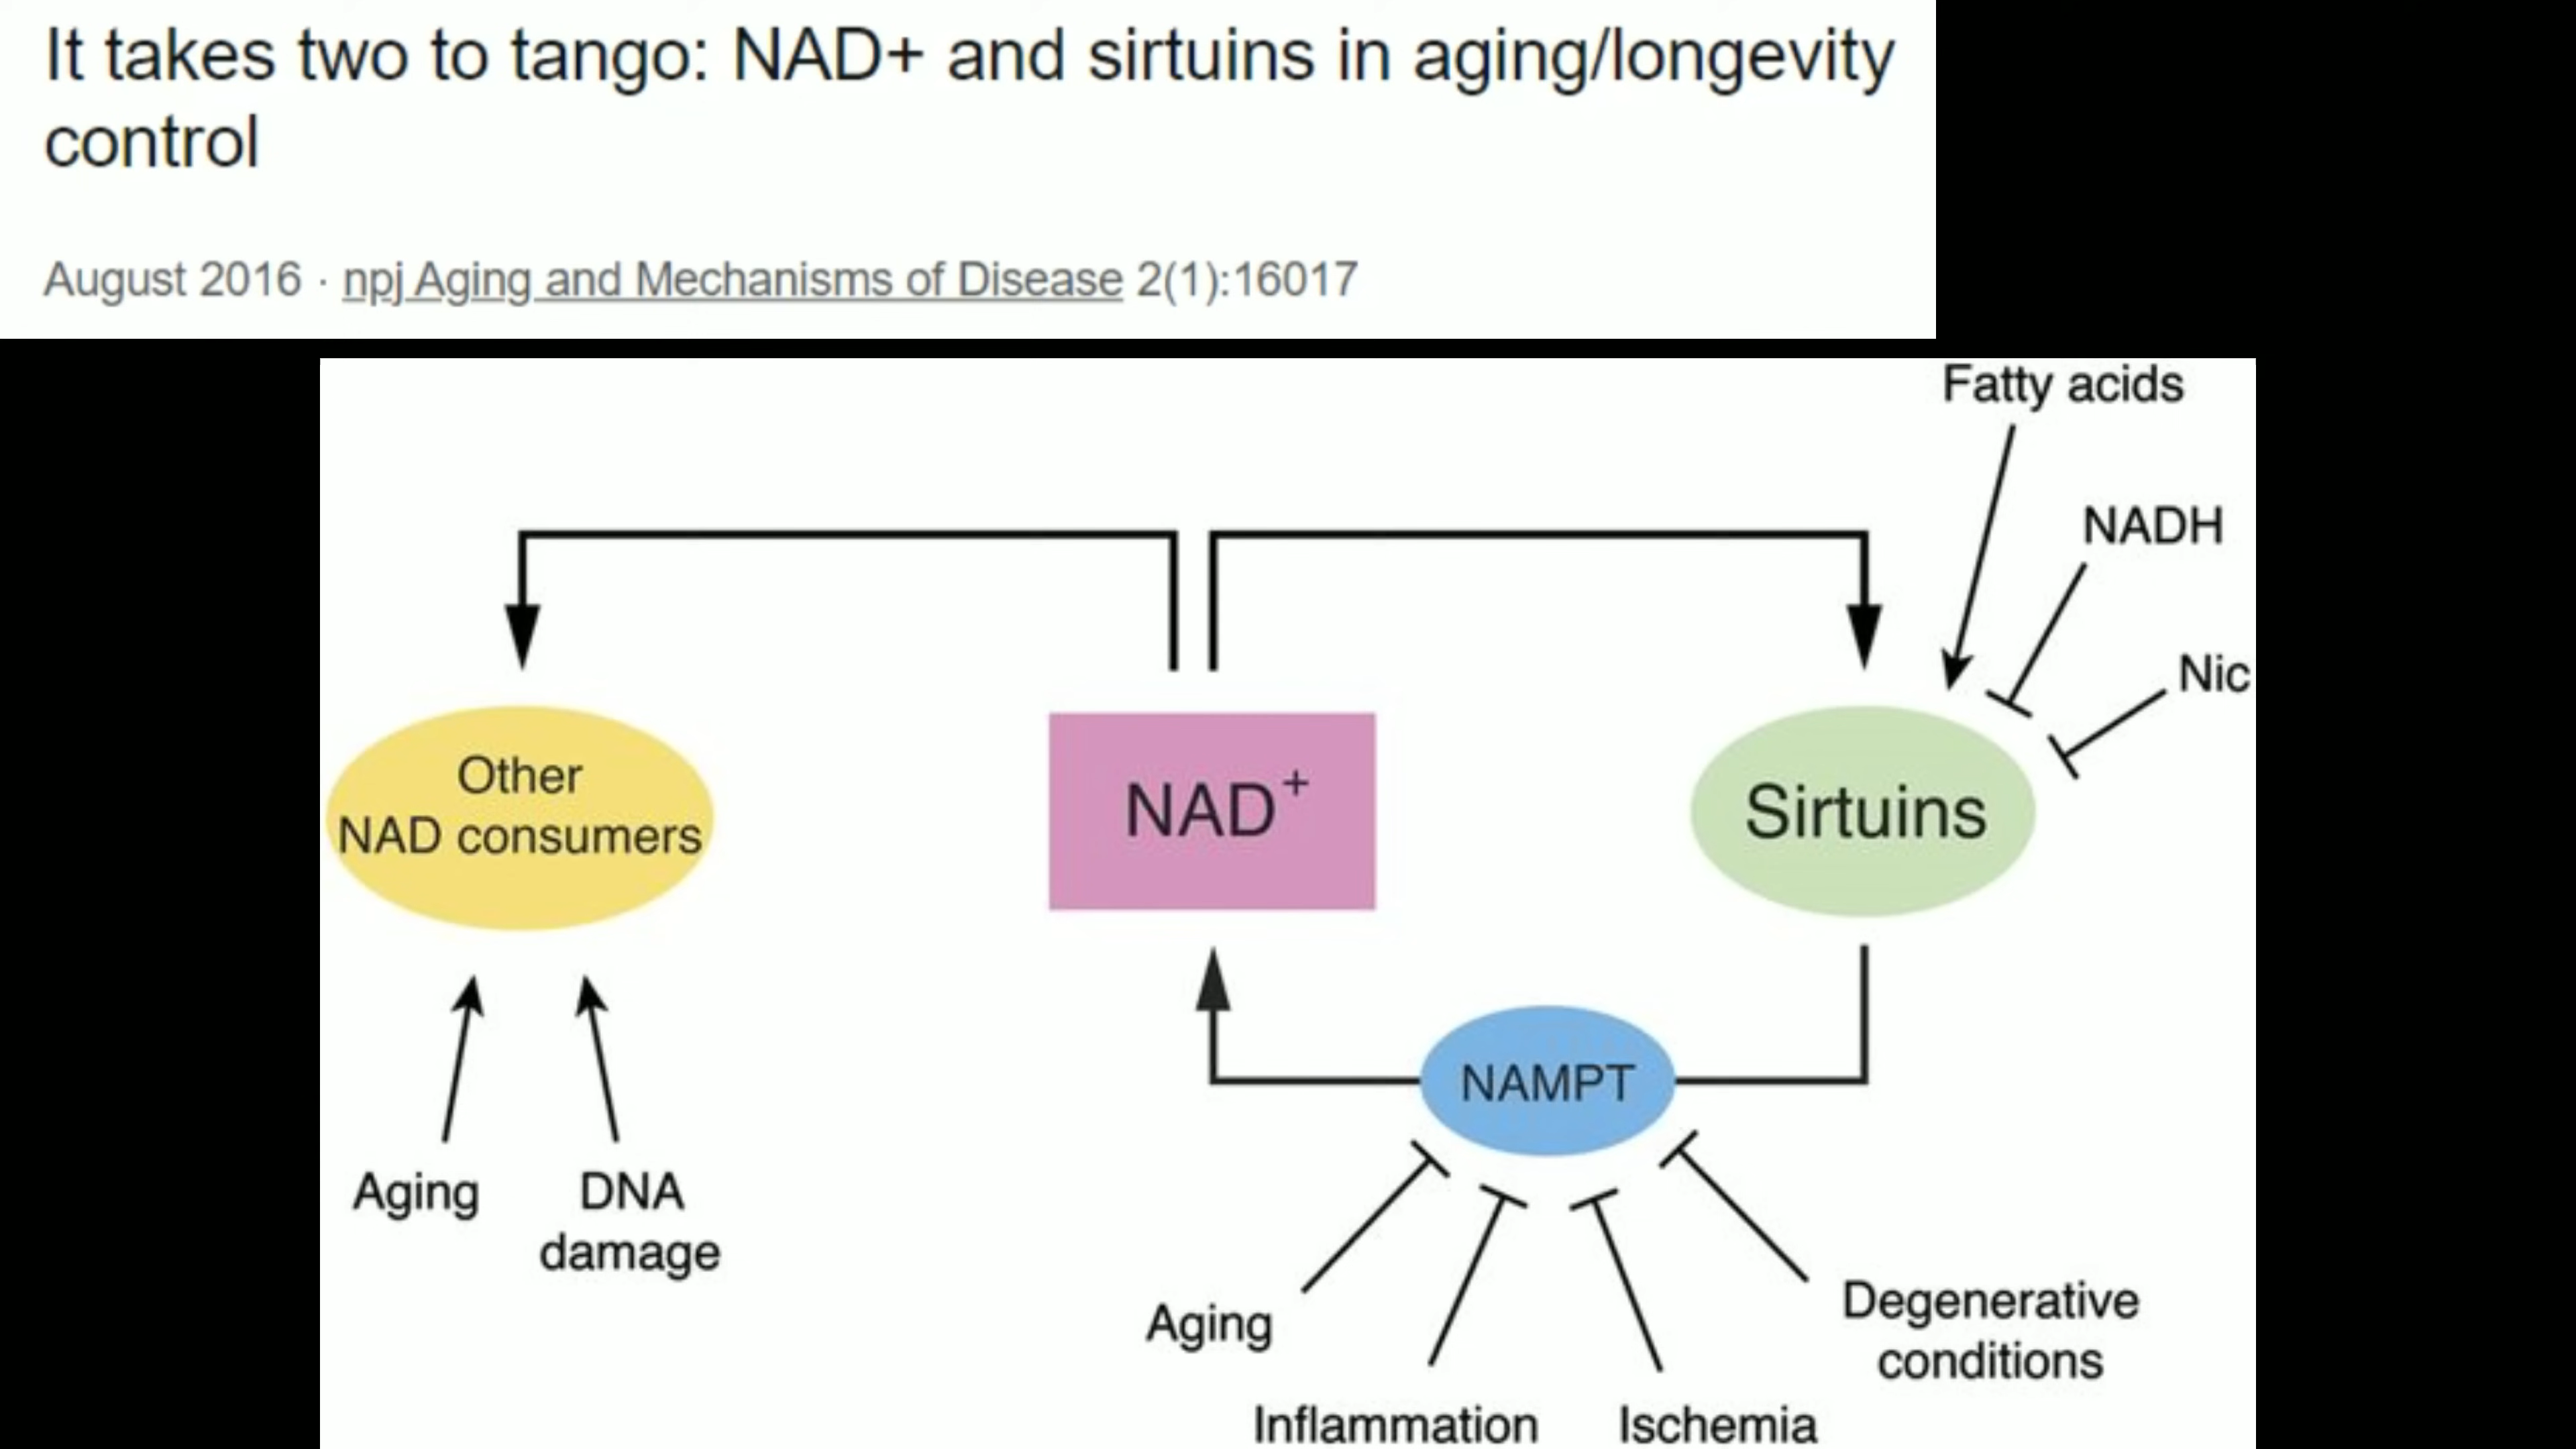 It takes two to tango: NAD+ and sirtuins in aging/longevity
control
August 2016 · npj Aging and Mechanisms of Disease 2(1):16017
Fatty acids
NADH
Nic
Other
NAD consumers
NAD+
Sirtuins
NAMPT
Aging
DNA
damage
Aging
Inflammation
Ischemia
Degenerative
conditions